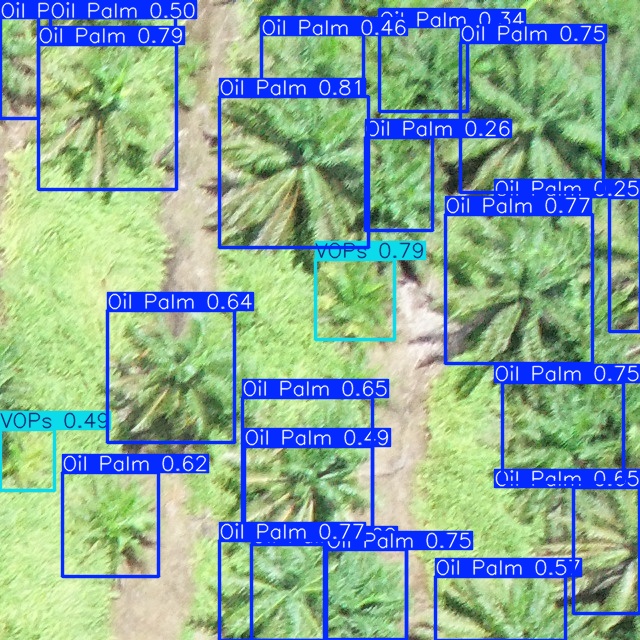 Oil P
Oil Palm 0.50
Oil Palm 0.79
Oil Palm 0.46
Oil Palm 0.34
Oil Palm 0.75
Oil Palm 0.81
Oil Palm 0.26
Oil Palm 0.25
Oil Palm 0.77
VOPs 0.79
Oil Palm 0.64
Oil Palm 0.75
Oil Palm 0.65
VOPs 0.49
Oil Palm 0.49
Oil Palm 0.62
Oil Palm 0.65
Oil Palm 0.77
Oil Palm 0.75
Oil Palm 0.57